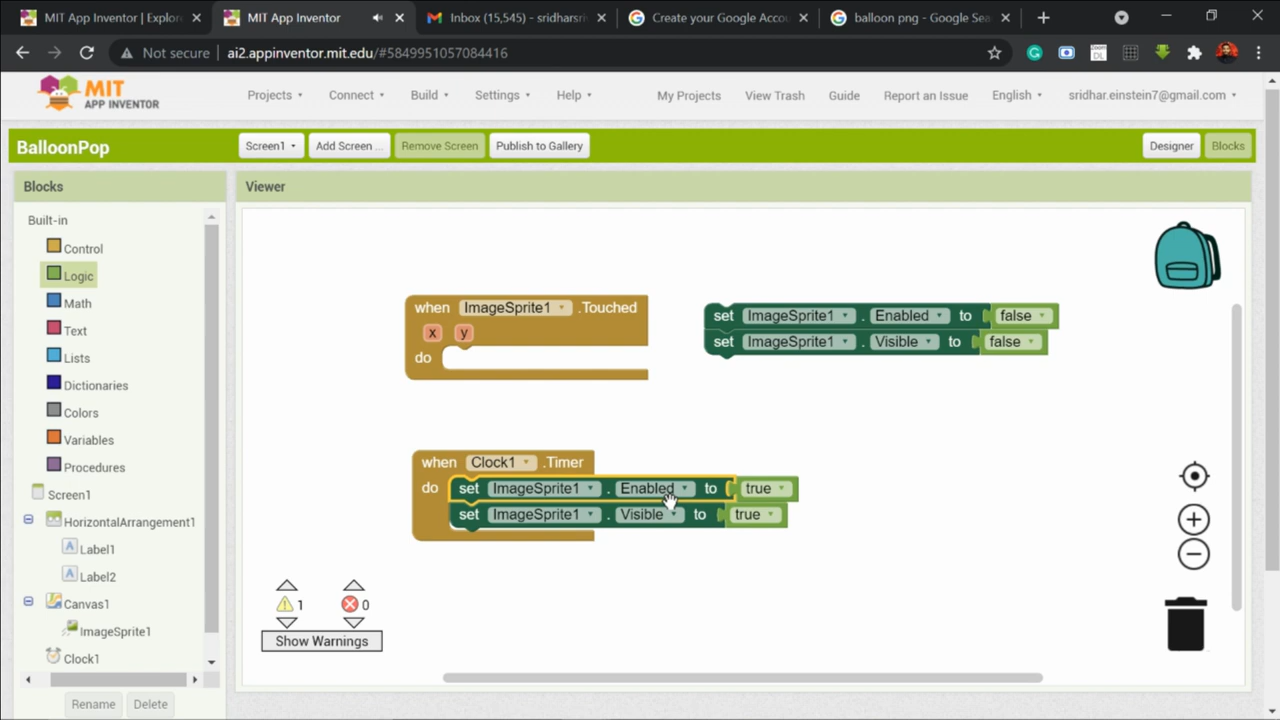 MIT App Inventor | Explor
MIT App Inventor
Inbox (15,545) - sridharsri
Create your Google Accou
balloon png - Google Sea
Not secure
ai2.appinventor.mit.edu/#5849951057084416
MIT
APP INVENTOR
Projects
Connect
Build
Settings
Help
My Projects
View Trash
Guide
Report an Issue
English
sridhar.einstein7@gmail.com
BalloonPop
Screen1
Add Screen ...
Remove Screen
Publish to Gallery
Designer
Blocks
Blocks
Viewer
Built-in
Control
Logic
Math
Text
Lists
Dictionaries
Colors
Variables
Procedures
Screen1
HorizontalArrangement1
A Label1
A Label2
Canvas1
ImageSprite1
Clock1
Rename
Delete
when ImageSprite1 .Touched
x y
do
set ImageSprite1 . Enabled to false
set ImageSprite1 . Visible to false
when Clock1 .Timer
do set ImageSprite1 . Enabled to true
set ImageSprite1 . Visible to true
1
0
Show Warnings